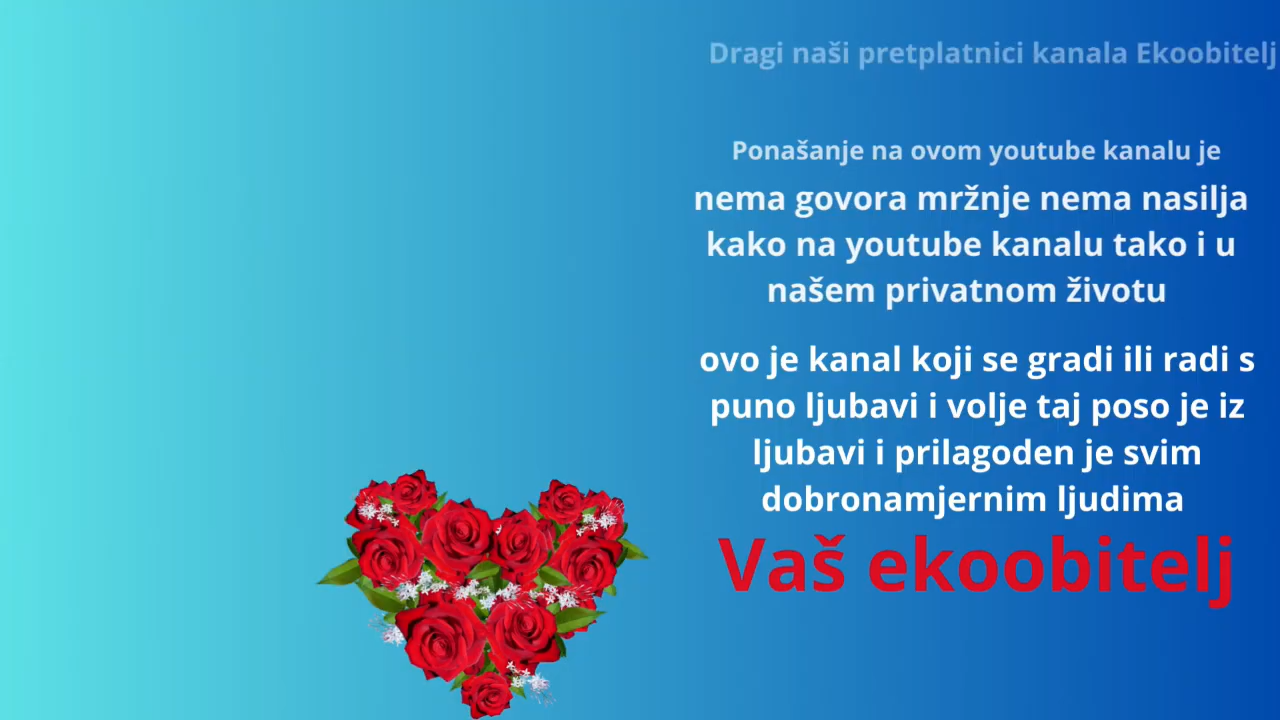 Dragi naši pretplatnici kanala Ekoobitelj
Ponašanje na ovom youtube kanalu je
nema govora mržnje nema nasilja
kako na youtube kanalu tako i u
našem privatnom životu
ovo je kanal koji se gradi ili radi s
puno ljubavi i volje taj poso je iz
ljubavi i prilagođen je svim
dobronamjernim ljudima
Vaš ekoobitelj